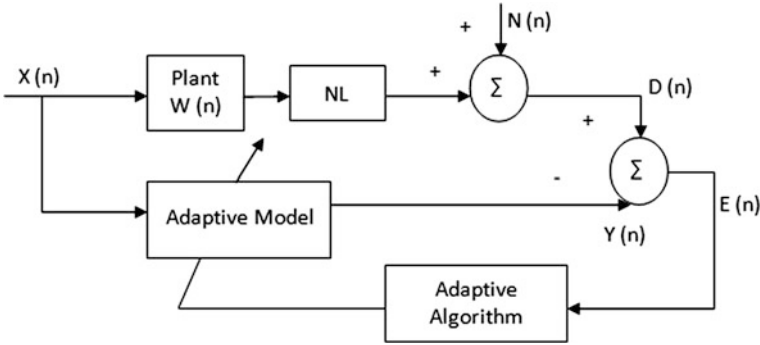 +
N (n)
X (n)
Plant
W (n)
NL
+
Σ
D (n)
+
Σ
Adaptive Model
-
Y (n)
E (n)
Adaptive
Algorithm